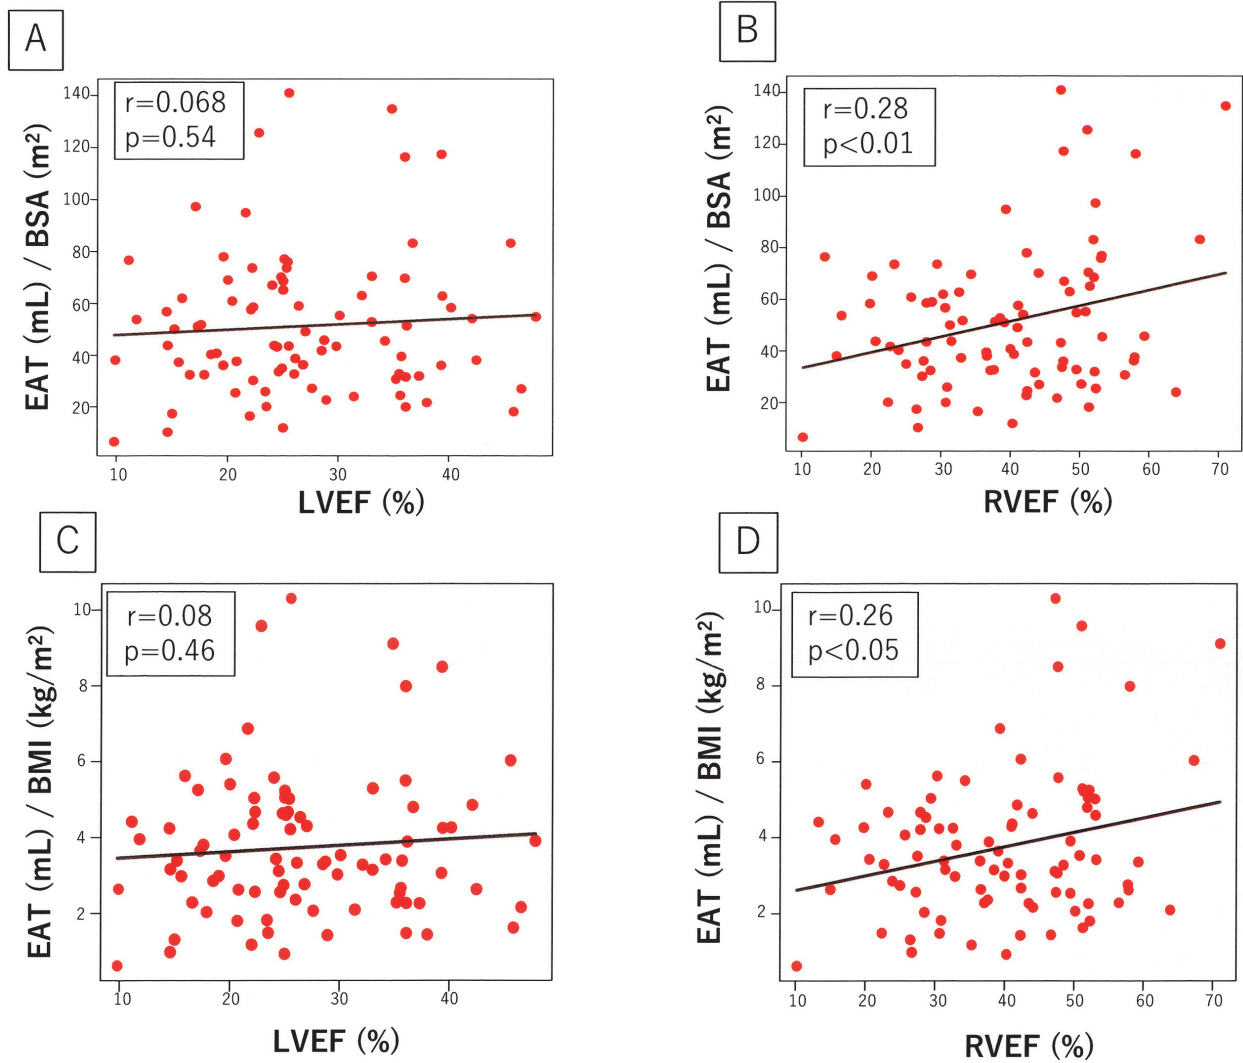 A
r=0.068
p=0.54
EAT (mL) / BSA (m²)
140
120
100
80
60
40
20
10 20 30 40
LVEF (%)
B
r=0.28
p<0.01
EAT (mL) / BSA (m²)
140
120
100
80
60
40
20
10 20 30 40 50 60 70
RVEF (%)
C
r=0.08
p=0.46
EAT (mL) / BMI (kg/m²)
10
8
6
4
2
10 20 30 40
LVEF (%)
D
r=0.26
p<0.05
EAT (mL) / BMI (kg/m²)
10
8
6
4
2
10 20 30 40 50 60 70
RVEF (%)